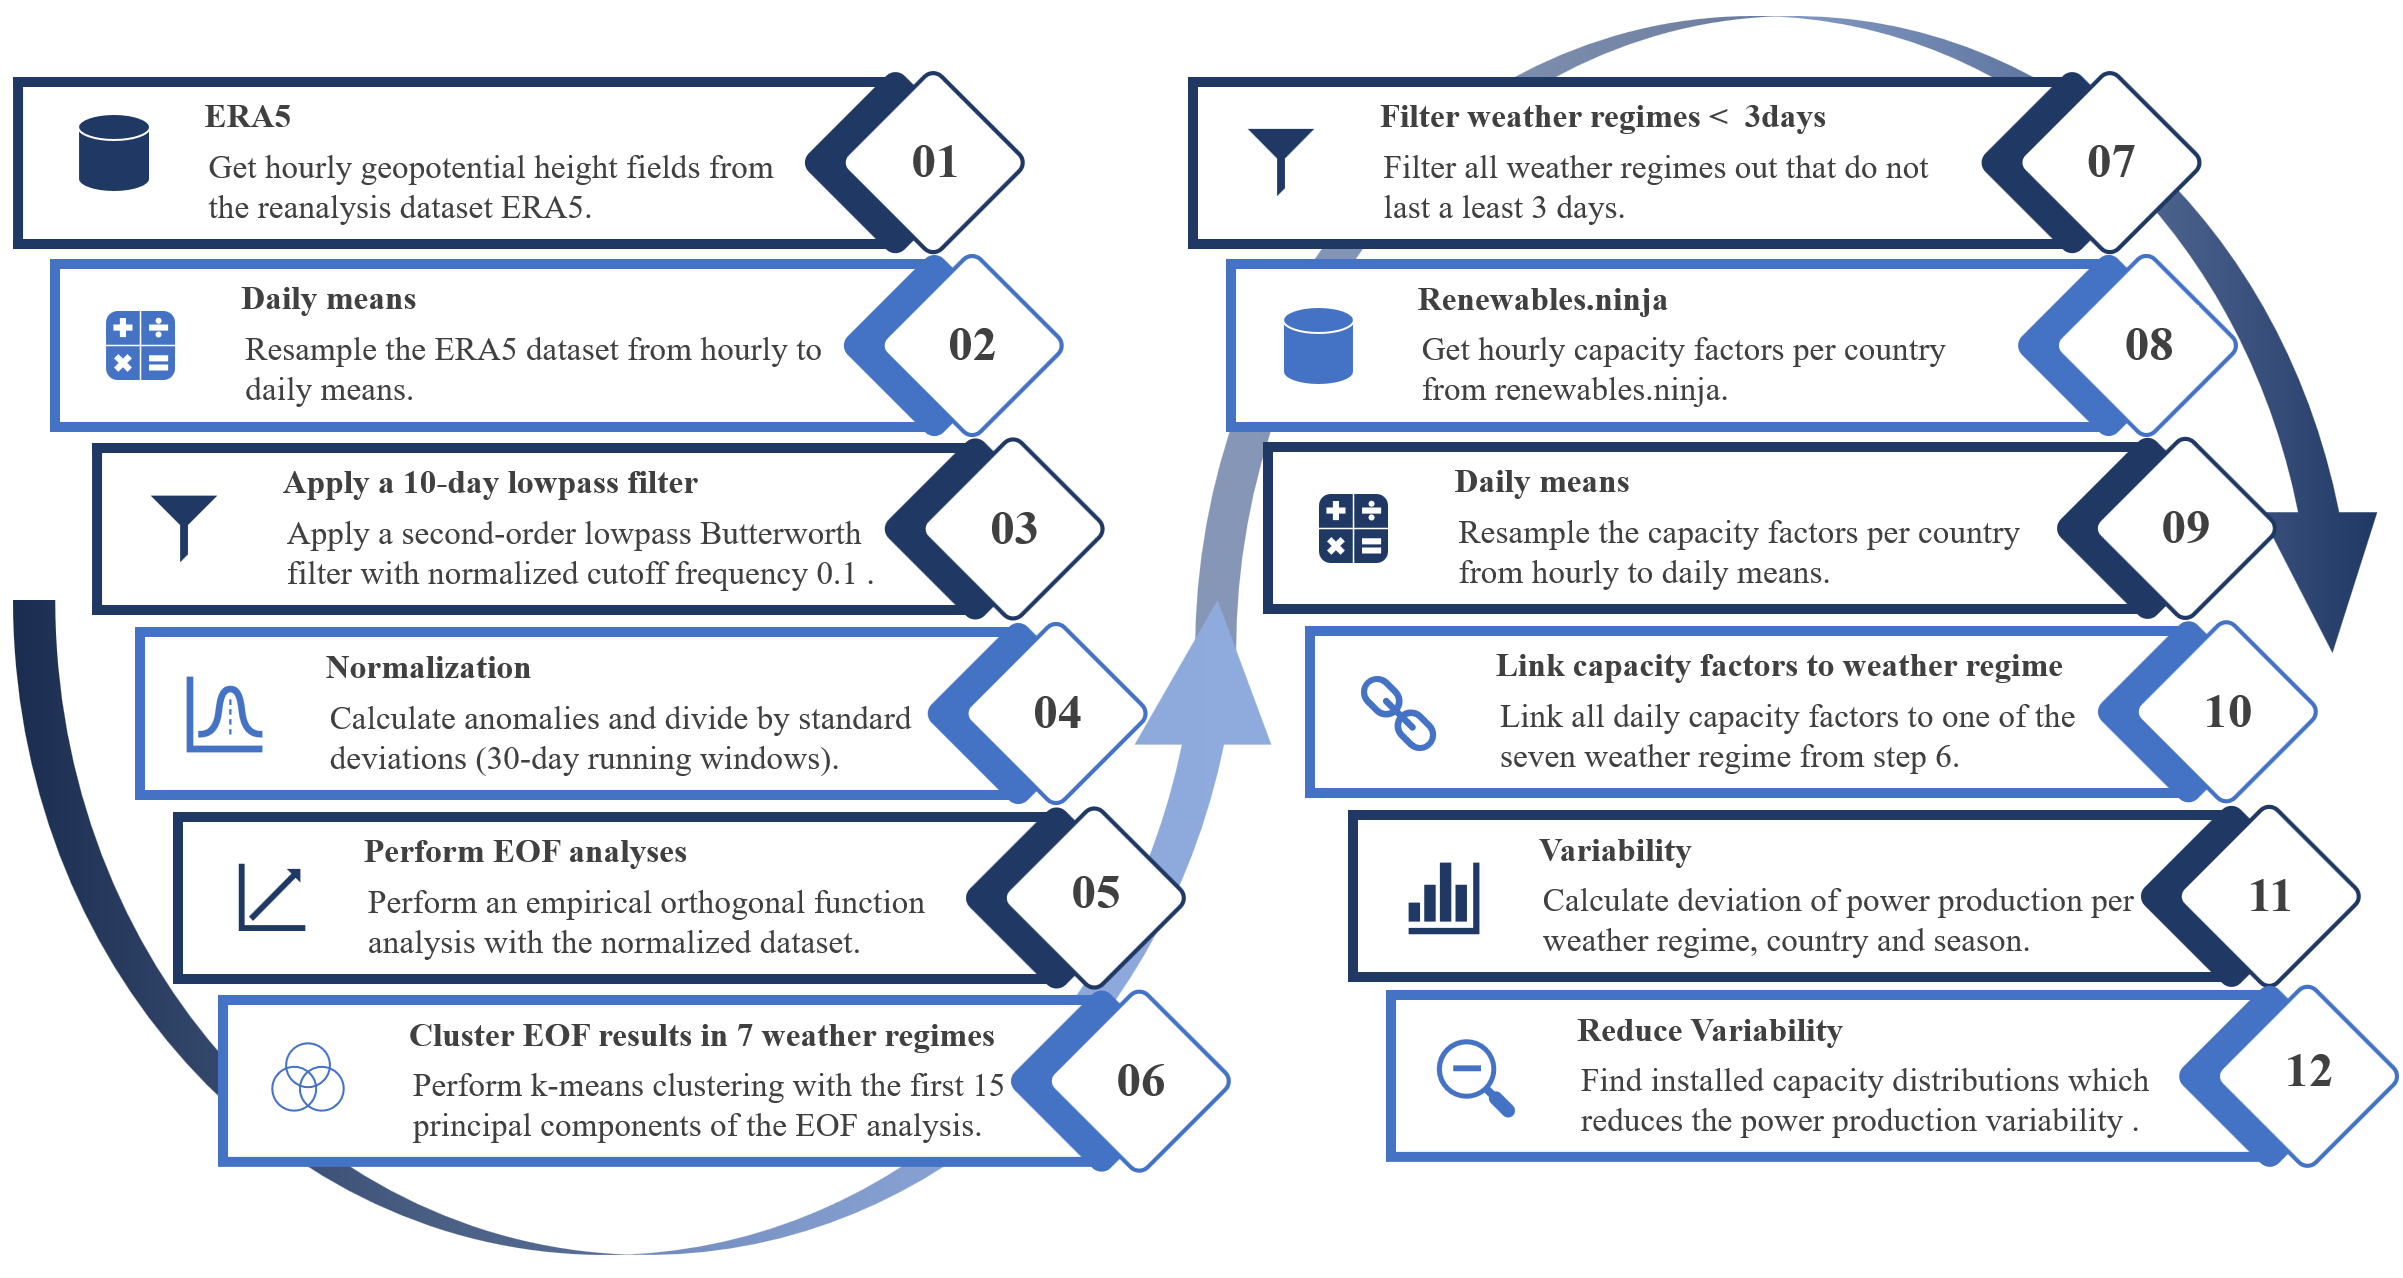 ERA5
Get hourly geopotential height fields from
the reanalysis dataset ERA5.
01
Daily means
Resample the ERA5 dataset from hourly to
daily means.
02
Apply a 10-day lowpass filter
Apply a second-order lowpass Butterworth
filter with normalized cutoff frequency 0.1 .
03
Normalization
Calculate anomalies and divide by standard
deviations (30-day running windows).
04
Perform EOF analyses
Perform an empirical orthogonal function
analysis with the normalized dataset.
05
Cluster EOF results in 7 weather regimes
Perform k-means clustering with the first 15
principal components of the EOF analysis.
06
Filter weather regimes < 3days
Filter all weather regimes out that do not
last a least 3 days.
07
Renewables.ninja
Get hourly capacity factors per country
from renewables.ninja.
08
Daily means
Resample the capacity factors per country
from hourly to daily means.
09
Link capacity factors to weather regime
Link all daily capacity factors to one of the
seven weather regime from step 6.
10
Variability
Calculate deviation of power production per
weather regime, country and season.
11
Reduce Variability
Find installed capacity distributions which
reduces the power production variability .
12